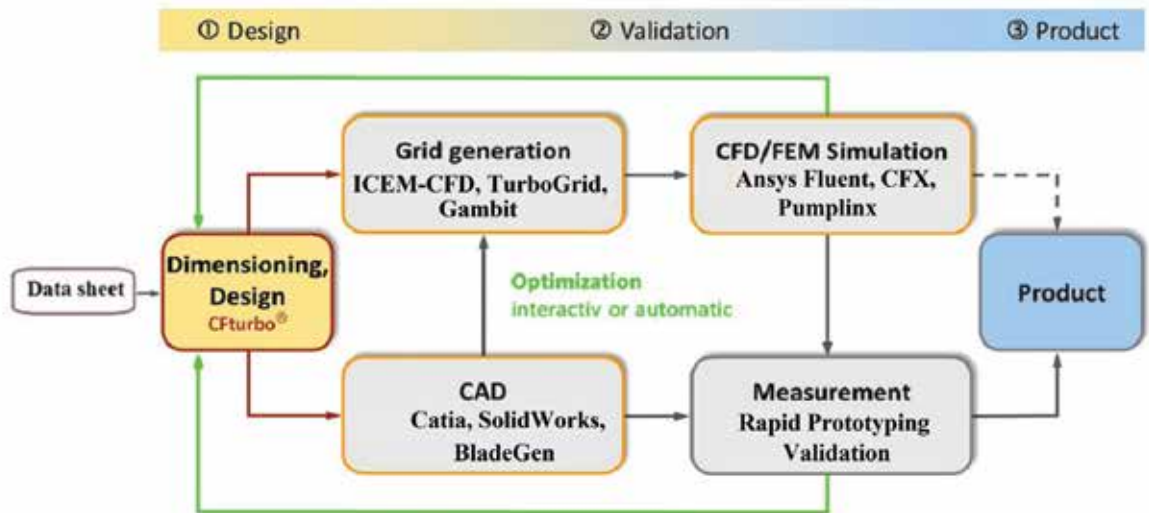 ① Design
② Validation
③ Product
Grid generation
ICEM-CFD, TurboGrid,
Gambit
CFD/FEM Simulation
Ansys Fluent, CFX,
Pumplinx
Data sheet
Dimensioning,
Design
CFturbo®
Optimization
interactiv or automatic
Product
CAD
Catia, SolidWorks,
BladeGen
Measurement
Rapid Prototyping
Validation